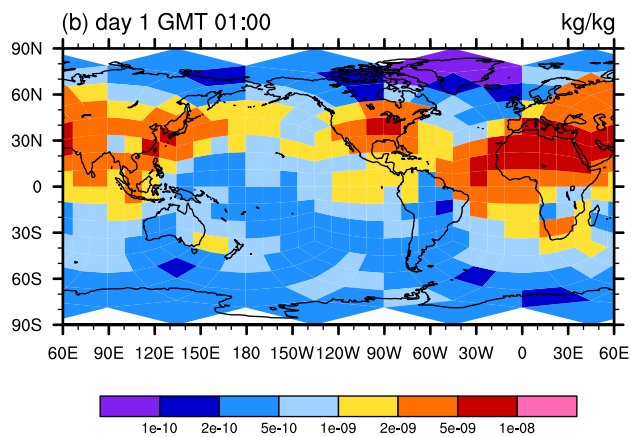 (b) day 1 GMT 01:00 kg/kg
90N
60N
30N
0
30S
60S
90S
60E 90E 120E 150E 180 150W 120W 90W 60W 30W 0 30E 60E
1e-10 2e-10 5e-10 1e-09 2e-09 5e-09 1e-08